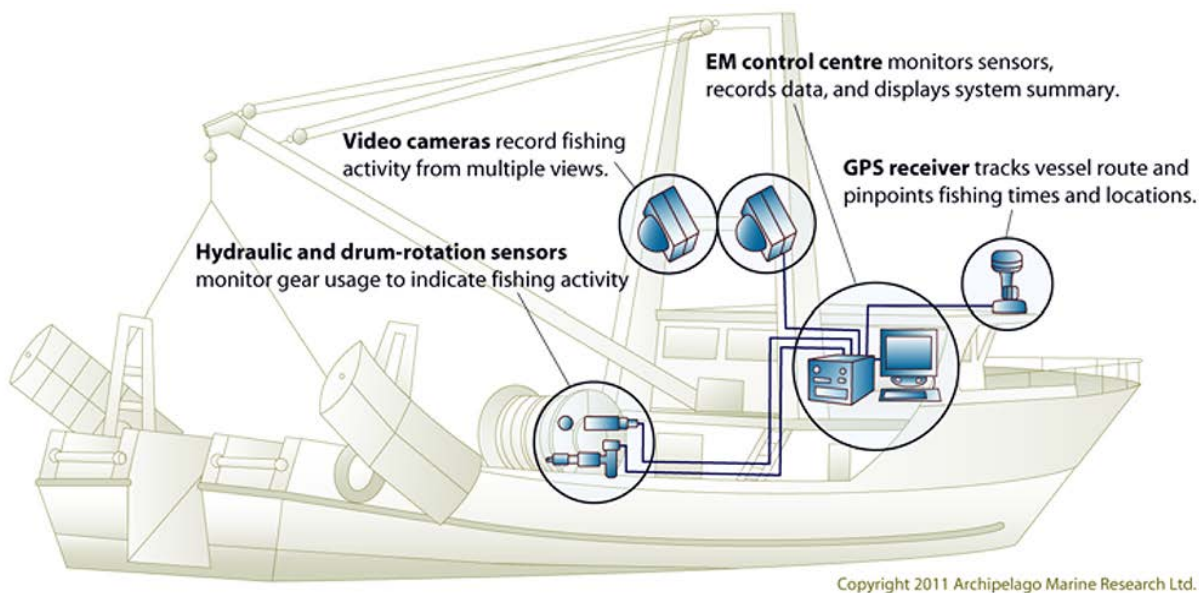 EM control centre monitors sensors,
records data, and displays system summary.
Video cameras record fishing
activity from multiple views.
GPS receiver tracks vessel route and
pinpoints fishing times and locations.
Hydraulic and drum-rotation sensors
monitor gear usage to indicate fishing activity
Copyright 2011 Archipelago Marine Research Ltd.